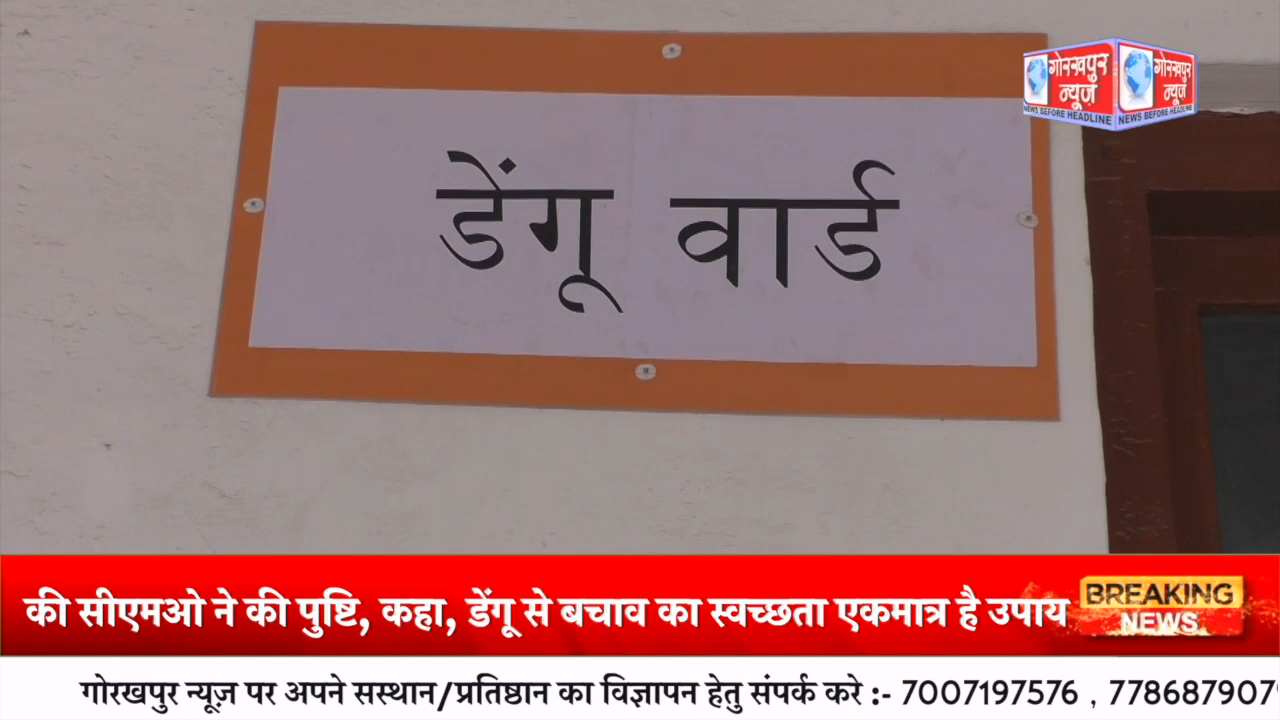 गोरखपुर
न्यूज़
NEWS BEFORE HEADLINE
गोरखपुर
न्यूज़
NEWS BEFORE HEADLINE
डेंगू वार्ड
की सीएमओ ने की पुष्टि, कहा, डेंगू से बचाव का स्वच्छता एकमात्र है उपाय
BREAKING
NEWS
गोरखपुर न्यूज़ पर अपने सस्थान/प्रतिष्ठान का विज्ञापन हेतु संपर्क करे :- 7007197576 , 778687907